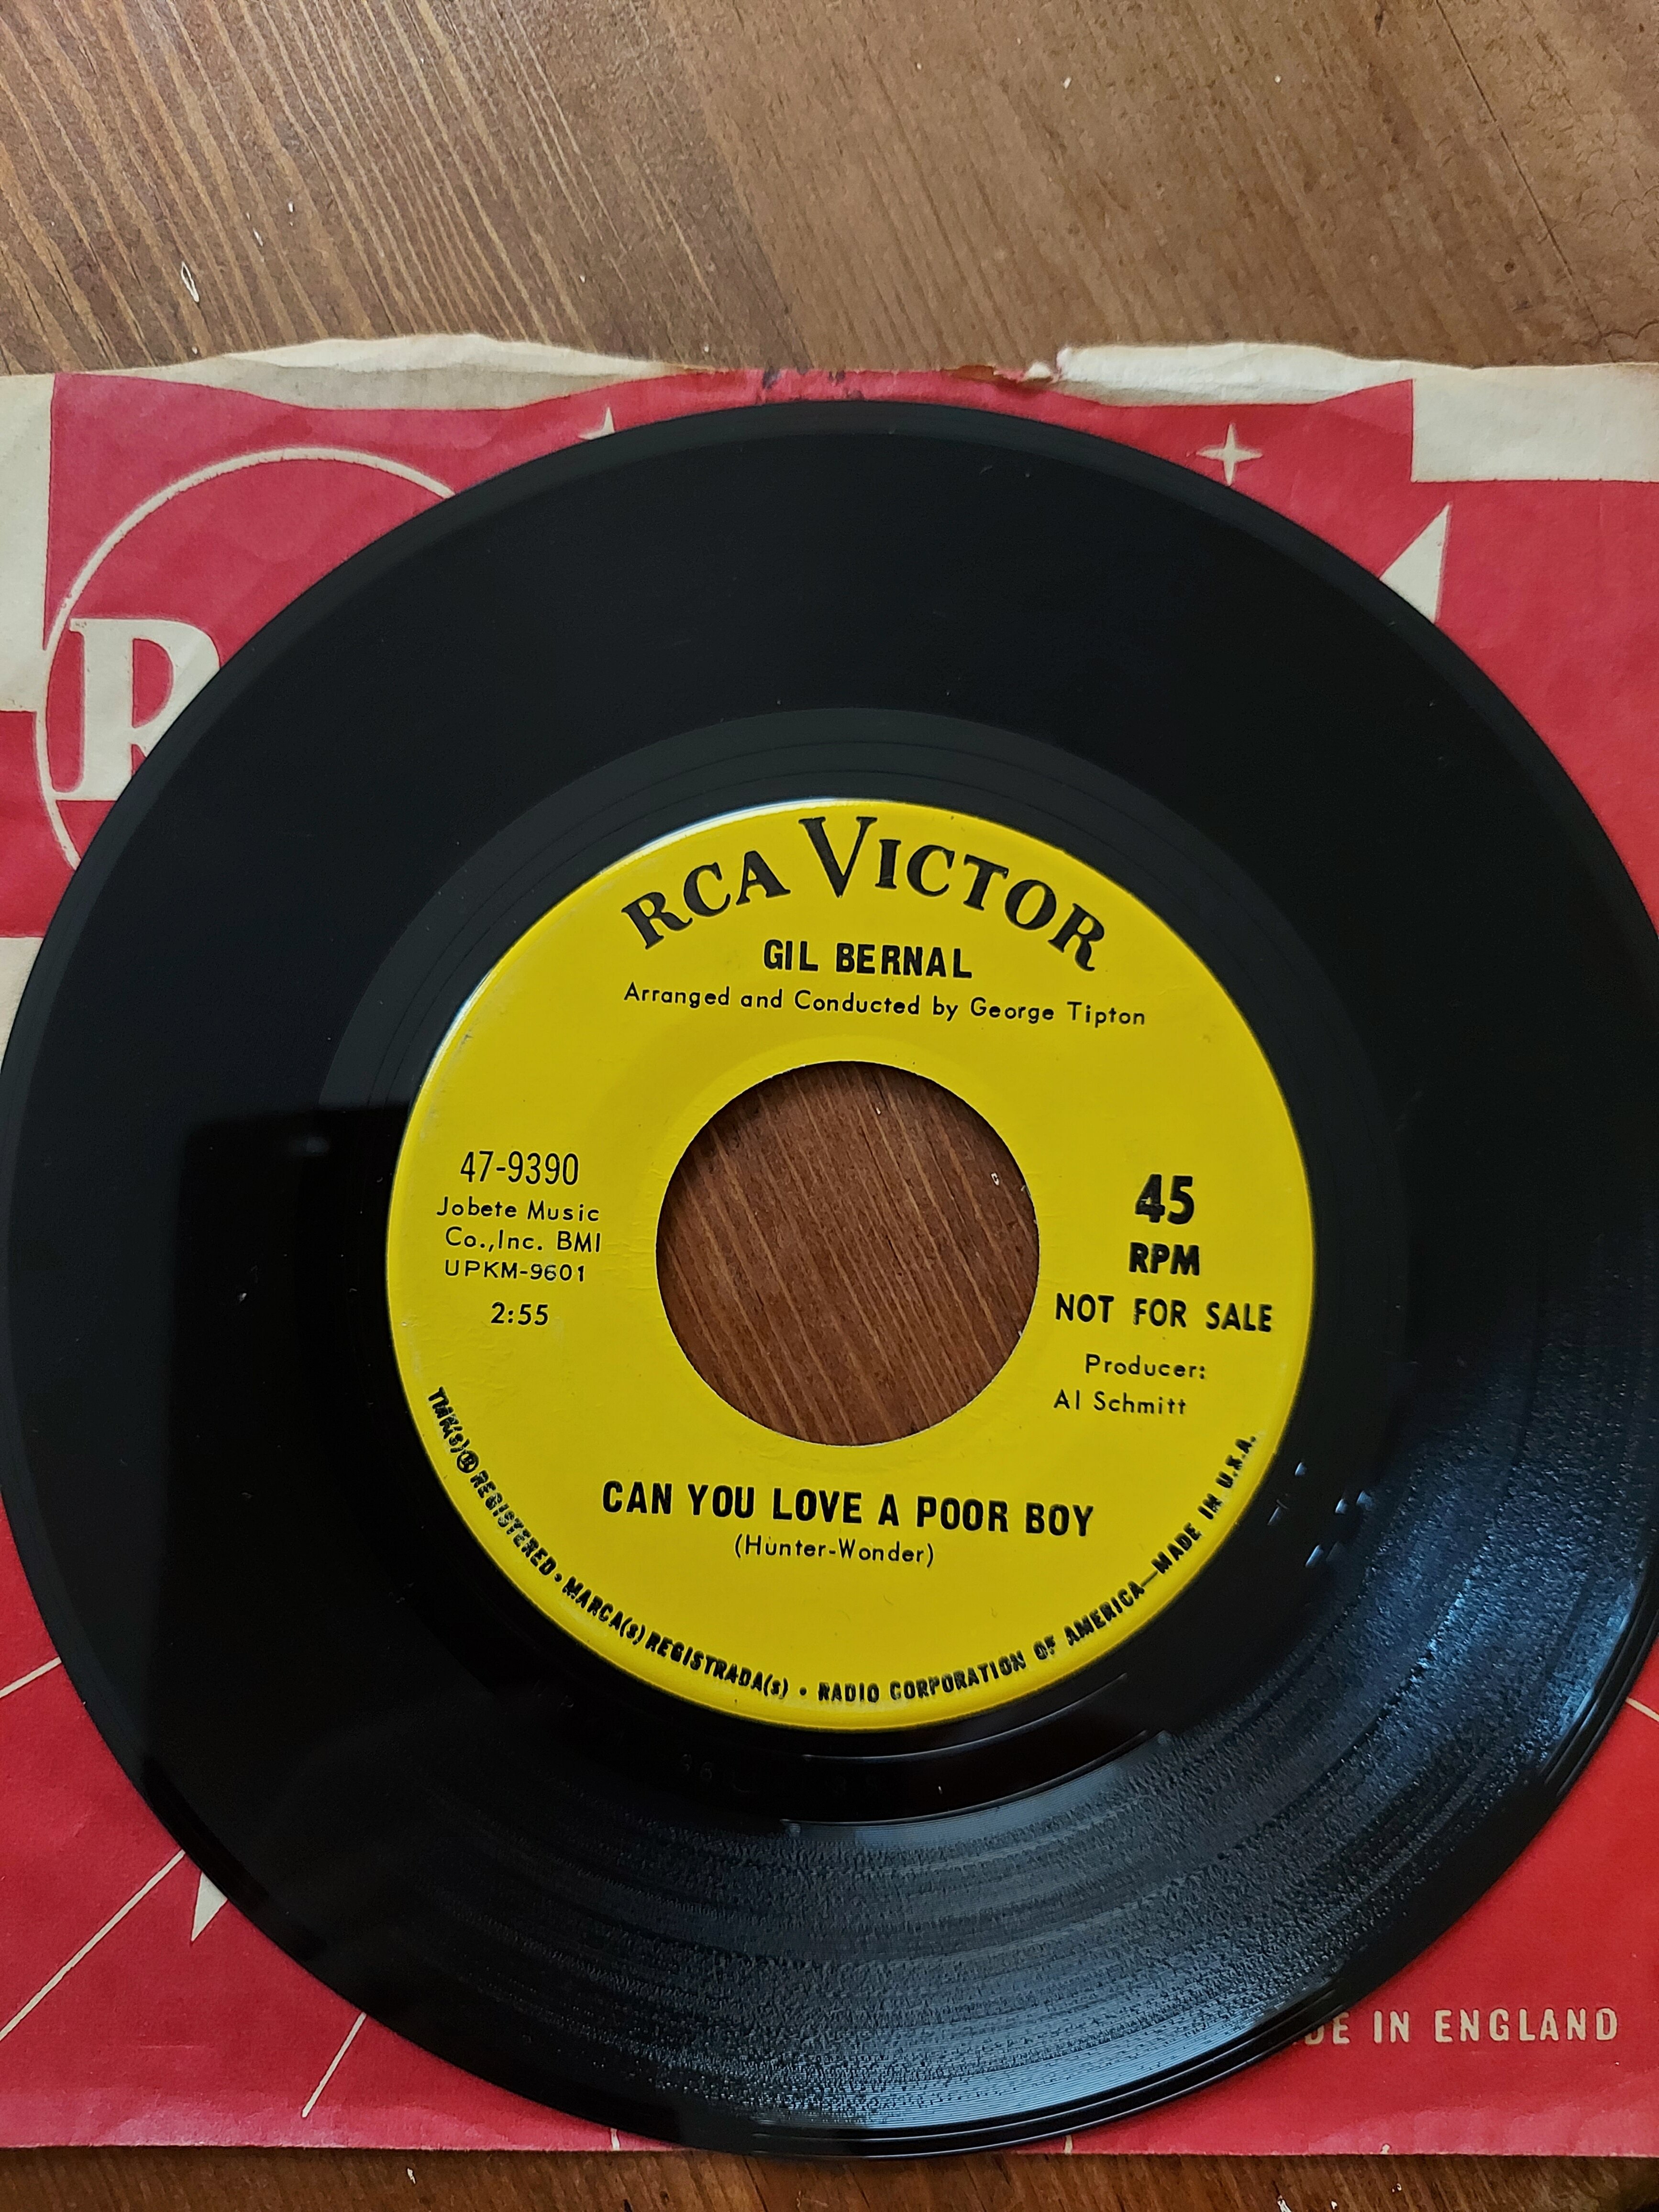 R
RCA VICTOR
GIL BERNAL
Arranged and Conducted by George Tipton
47-9390
Jobete Music
Co.,Inc. BMI
UPKM-9601
2:55
45
RPM
NOT FOR SALE
Producer:
Al Schmitt
CAN YOU LOVE A POOR BOY
(Hunter-Wonder)
TMK(s) ® REGISTERED • MARCA(s) REGISTRADA(s) • RADIO CORPORATION OF AMERICA—MADE IN U.S.A.
DE IN ENGLAND